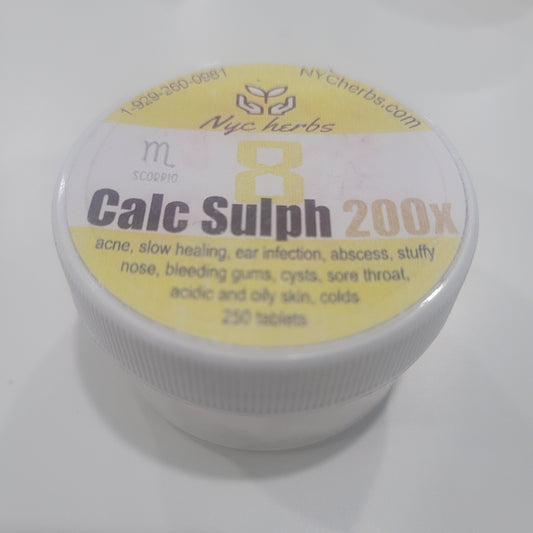 1-929-260-0981
NYCherbs.com
Nyc herbs
SCORPIO
8
Calc Sulph 200x
acne, slow healing, ear infection, abscess, stuffy
nose, bleeding gums, cysts, sore throat,
acidic and oily skin, colds
250 tablets